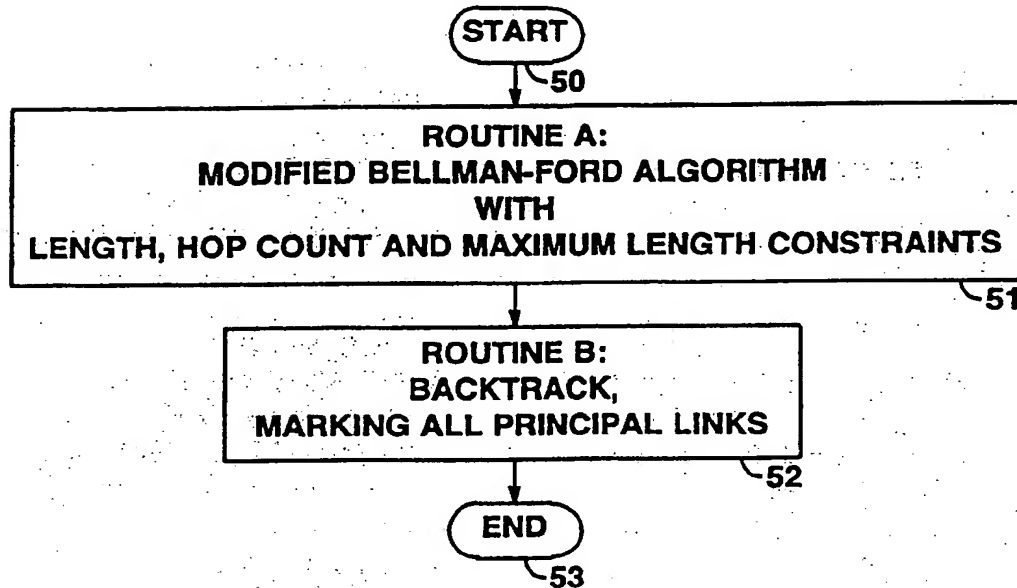 START
50
ROUTINE A:
MODIFIED BELLMAN-FORD ALGORITHM
WITH
LENGTH, HOP COUNT AND MAXIMUM LENGTH CONSTRAINTS
51
ROUTINE B:
BACKTRACK,
MARKING ALL PRINCIPAL LINKS
52
END
53